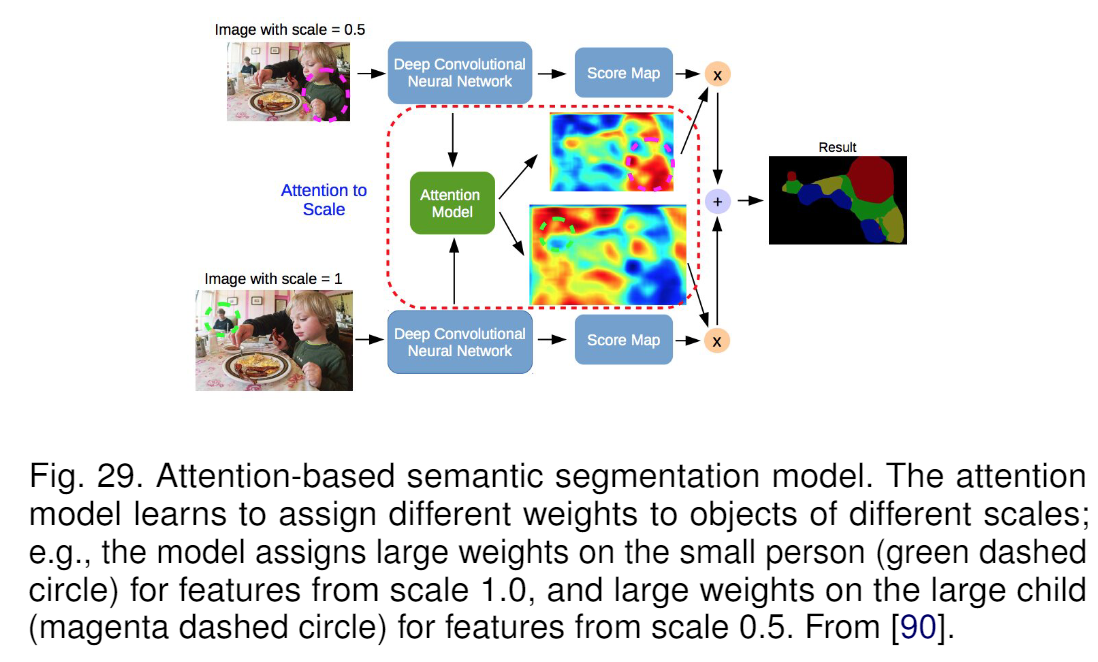 Image with scale = 0.5
Deep Convolutional
Neural Network
Score Map
x
Attention to
Scale
Attention
Model
Result
+
Image with scale = 1
Deep Convolutional
Neural Network
Score Map
x
Fig. 29. Attention-based semantic segmentation model. The attention
model learns to assign different weights to objects of different scales;
e.g., the model assigns large weights on the small person (green dashed
circle) for features from scale 1.0, and large weights on the large child
(magenta dashed circle) for features from scale 0.5. From [90].